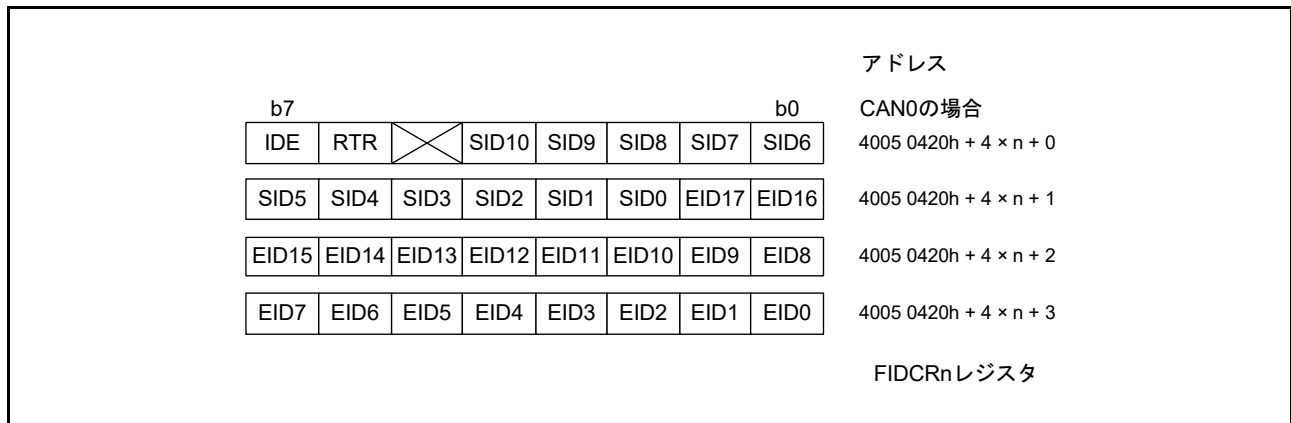 アドレス
b7 b0 CAN0の場合
IDE RTR SID10 SID9 SID8 SID7 SID6 4005 0420h + 4 × n + 0
SID5 SID4 SID3 SID2 SID1 SID0 EID17 EID16 4005 0420h + 4 × n + 1
EID15 EID14 EID13 EID12 EID11 EID10 EID9 EID8 4005 0420h + 4 × n + 2
EID7 EID6 EID5 EID4 EID3 EID2 EID1 EID0 4005 0420h + 4 × n + 3
FIDCRnレジスタ